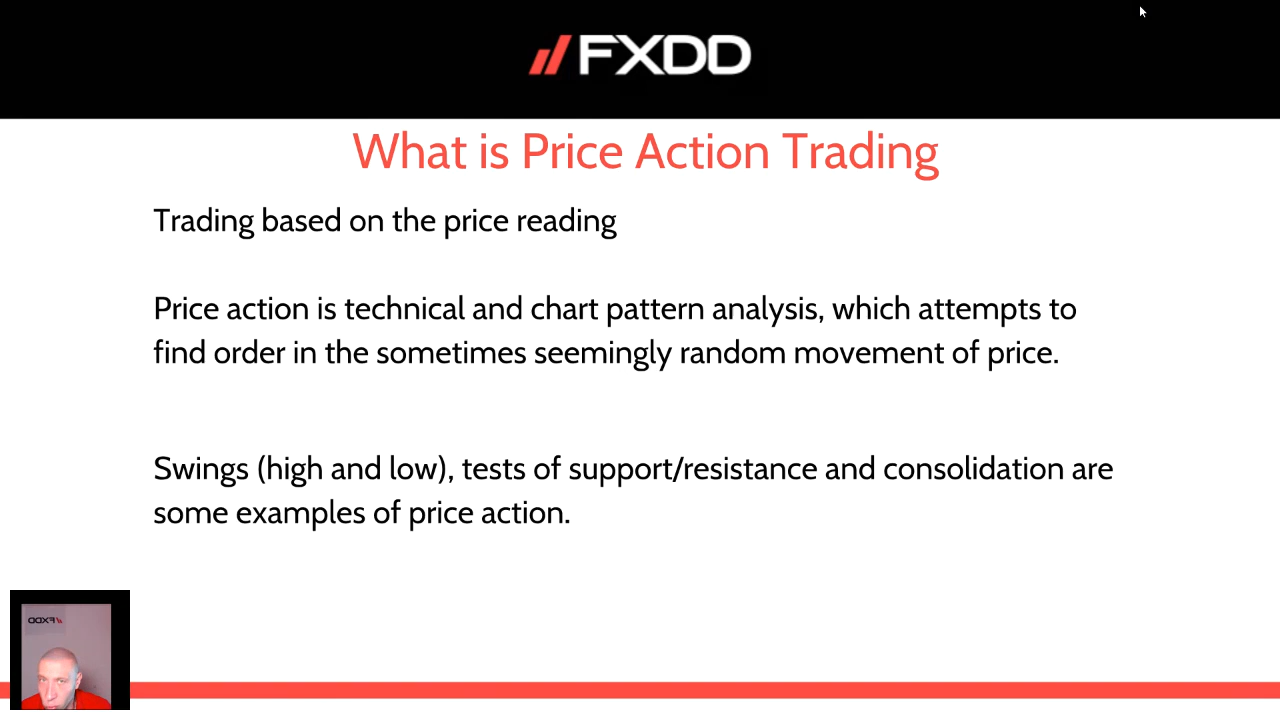 FXDD
What is Price Action Trading
Trading based on the price reading
Price action is technical and chart pattern analysis, which attempts to
find order in the sometimes seemingly random movement of price.
Swings (high and low), tests of support/resistance and consolidation are
some examples of price action.
FXDD